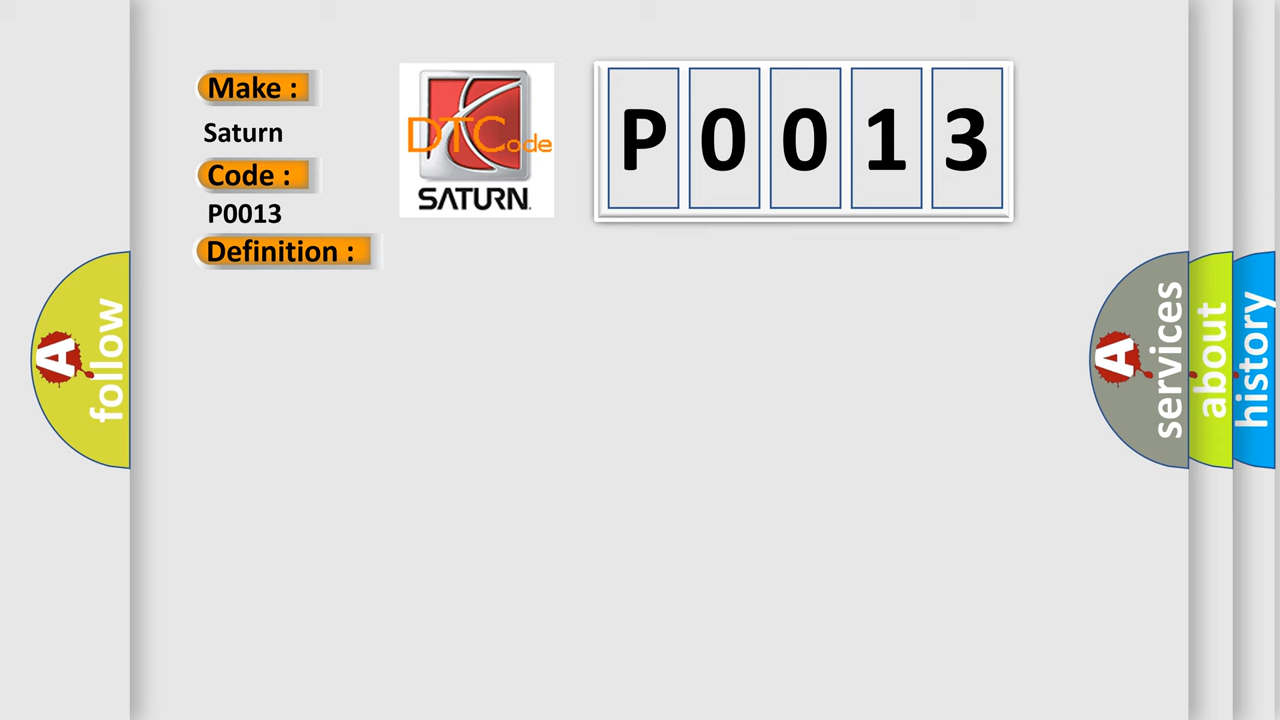 Make :
Saturn
Code :
P0013
Definition :
DTCode
SATURN
P 0 0 1 3
A
follow
A
services
about
history